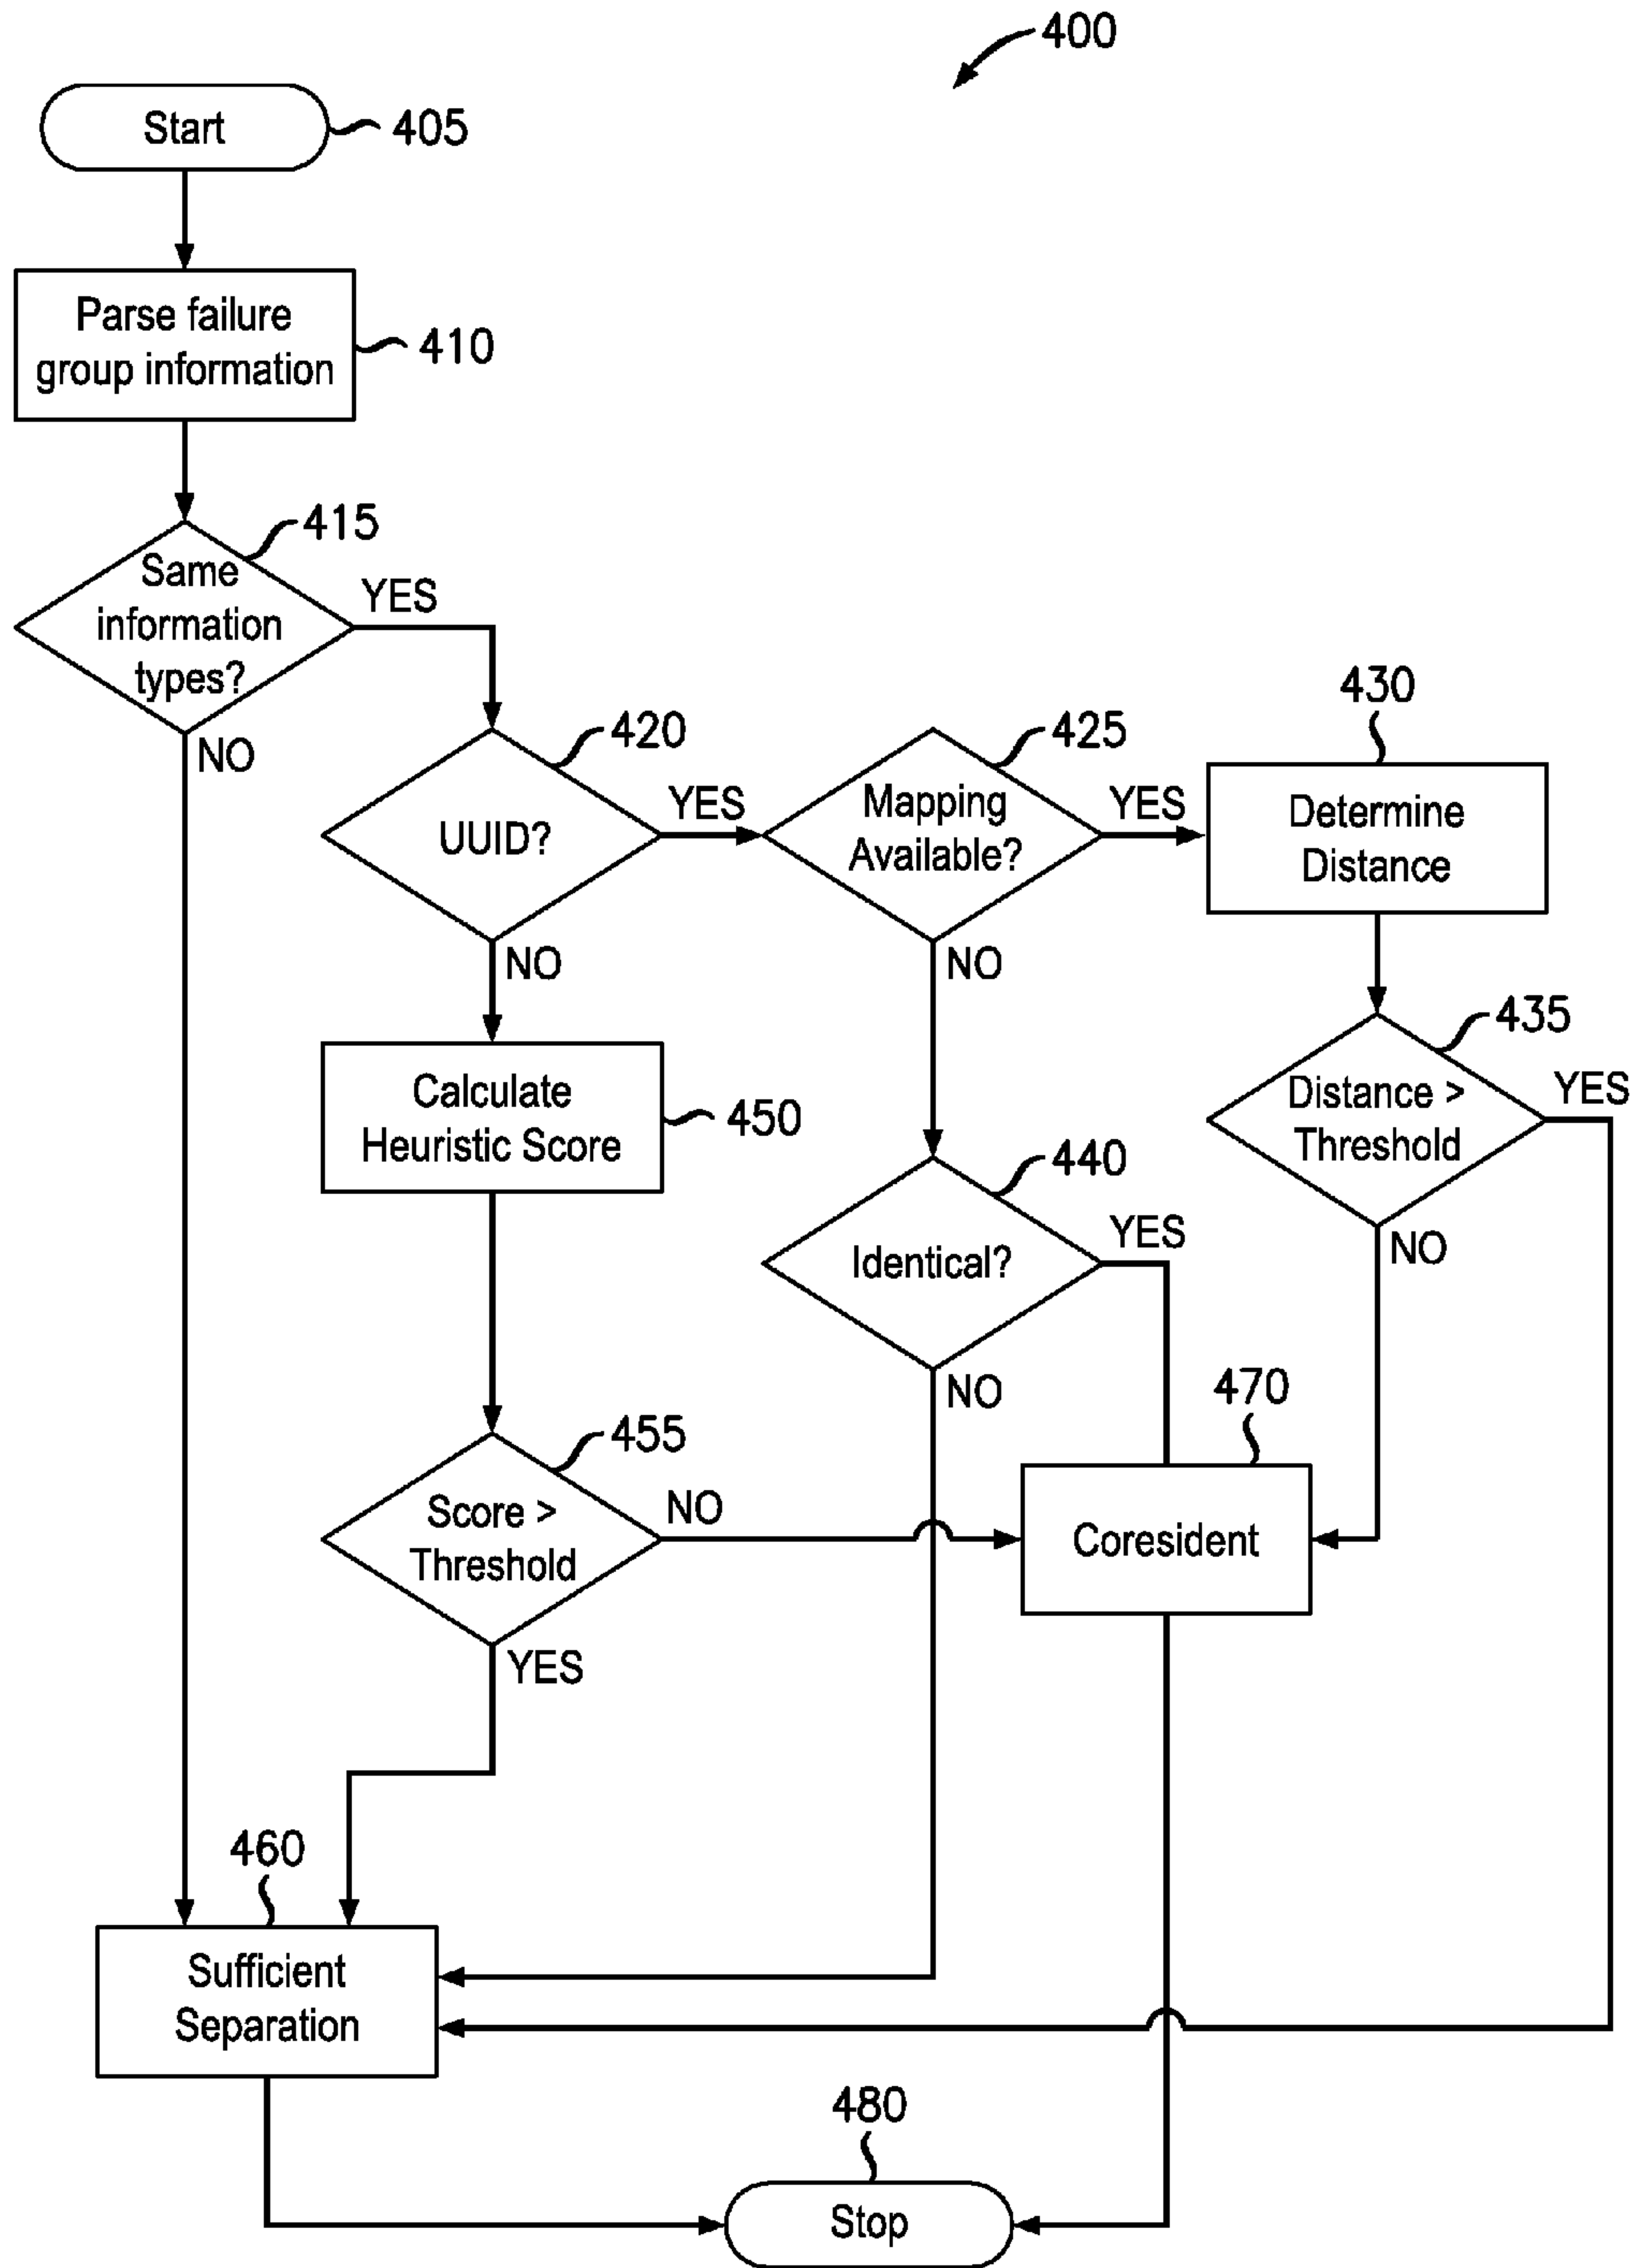 400
Start
405
Parse failure
group information
410
415
Same
information
types?
YES
NO
420
UUID?
YES
NO
425
Mapping
Available?
YES
NO
430
Determine
Distance
435
Distance >
Threshold
YES
NO
Calculate
Heuristic Score
450
440
Identical?
YES
NO
455
Score >
Threshold
NO
YES
470
Coresident
460
Sufficient
Separation
480
Stop